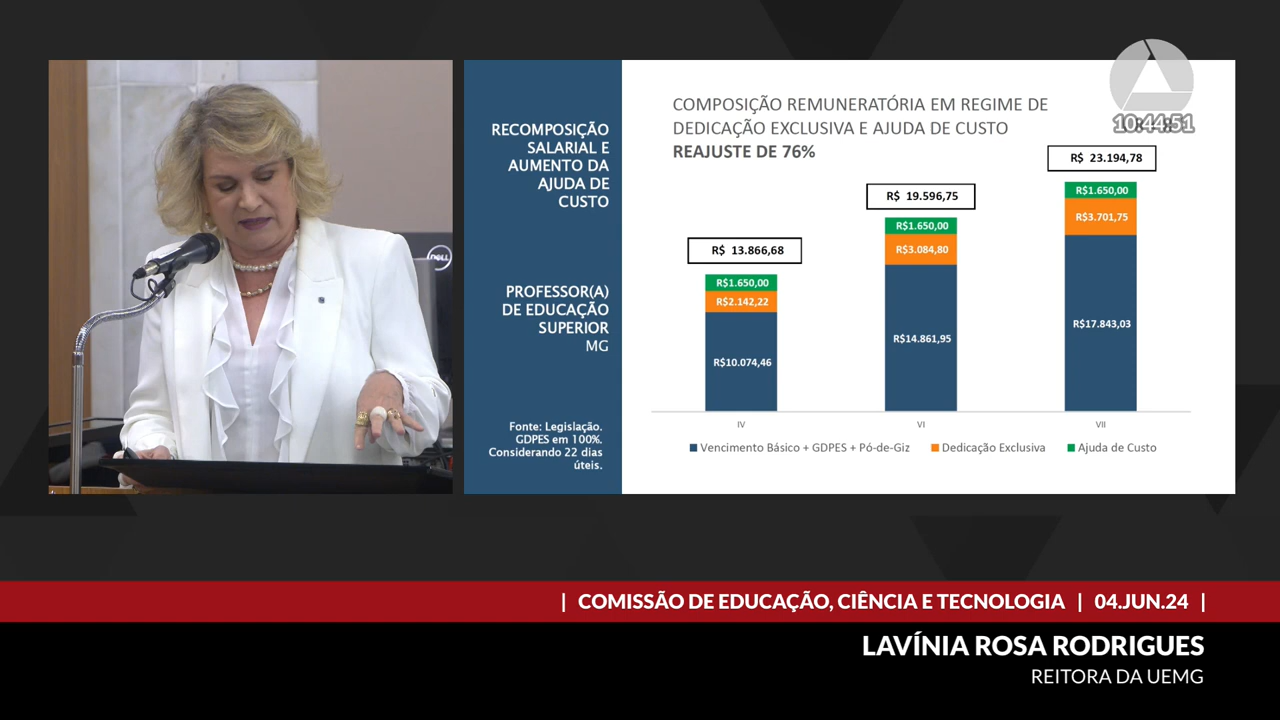 RECOMPOSIÇÃO
SALARIAL E
AUMENTO DA
AJUDA DE
CUSTO
PROFESSOR(A)
DE EDUCAÇÃO
SUPERIOR
MG
Fonte: Legislação.
GDPES em 100%.
Considerando 22 dias
úteis.
COMPOSIÇÃO REMUNERATÓRIA EM REGIME DE
DEDICAÇÃO EXCLUSIVA E AJUDA DE CUSTO
REAJUSTE DE 76%
10:44:51
R$ 13.866,68
R$1.650,00
R$2.142,22
R$10.074,46
IV
R$ 19.596,75
R$1.650,00
R$3.084,80
R$14.861,95
VI
R$ 23.194,78
R$1.650,00
R$3.701,75
R$17.843,03
VII
Vencimento Básico + GDPES + Pó-de-Giz
Dedicação Exclusiva
Ajuda de Custo
DELL
| COMISSÃO DE EDUCAÇÃO, CIÊNCIA E TECNOLOGIA | 04.JUN.24 |
LAVÍNIA ROSA RODRIGUES
REITORA DA UEMG